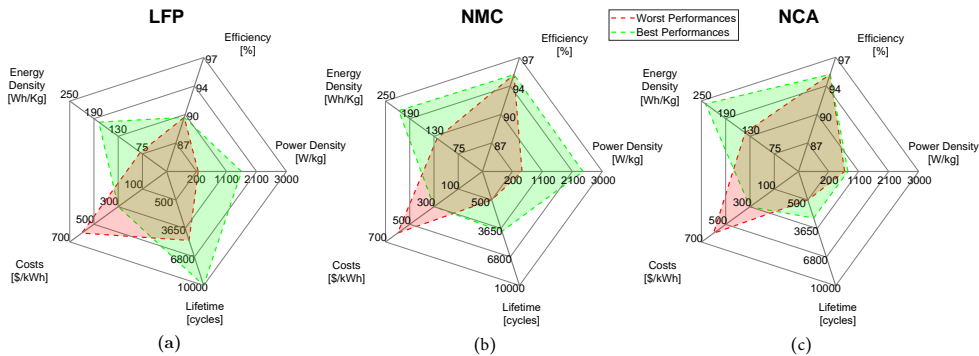 LFP
Efficiency
[%]
97
94
90
87
Energy
Density
[Wh/Kg]
250
190
130
75
Power Density
[W/kg]
200
1100
2100
3000
100
300
500
700
Costs
[$/kWh]
500
3650
6800
10000
Lifetime
[cycles]
(a)
NMC
Efficiency
[%]
97
94
90
87
Energy
Density
[Wh/Kg]
250
190
130
75
Power Density
[W/kg]
200
1100
2100
3000
100
300
500
700
Costs
[$/kWh]
500
3650
6800
10000
Lifetime
[cycles]
(b)
Worst Performances
Best Performances
NCA
Efficiency
[%]
97
94
90
87
Energy
Density
[Wh/Kg]
250
190
130
75
Power Density
[W/kg]
200
1100
2100
3000
100
300
500
700
Costs
[$/kWh]
500
3650
6800
10000
Lifetime
[cycles]
(c)